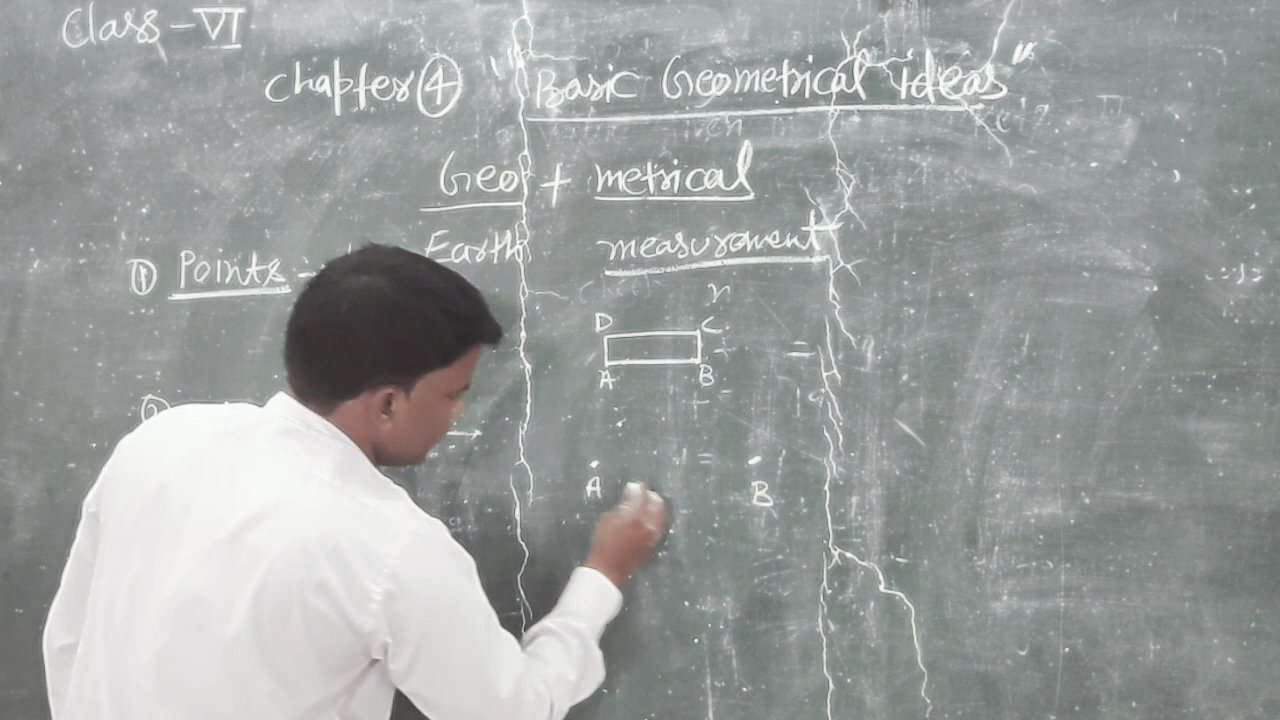 Class - VI
Chapter ④ "Basic Geometrical ideas"
Geo + metrical
Earth measurement
① Points -
D C
A B
A B